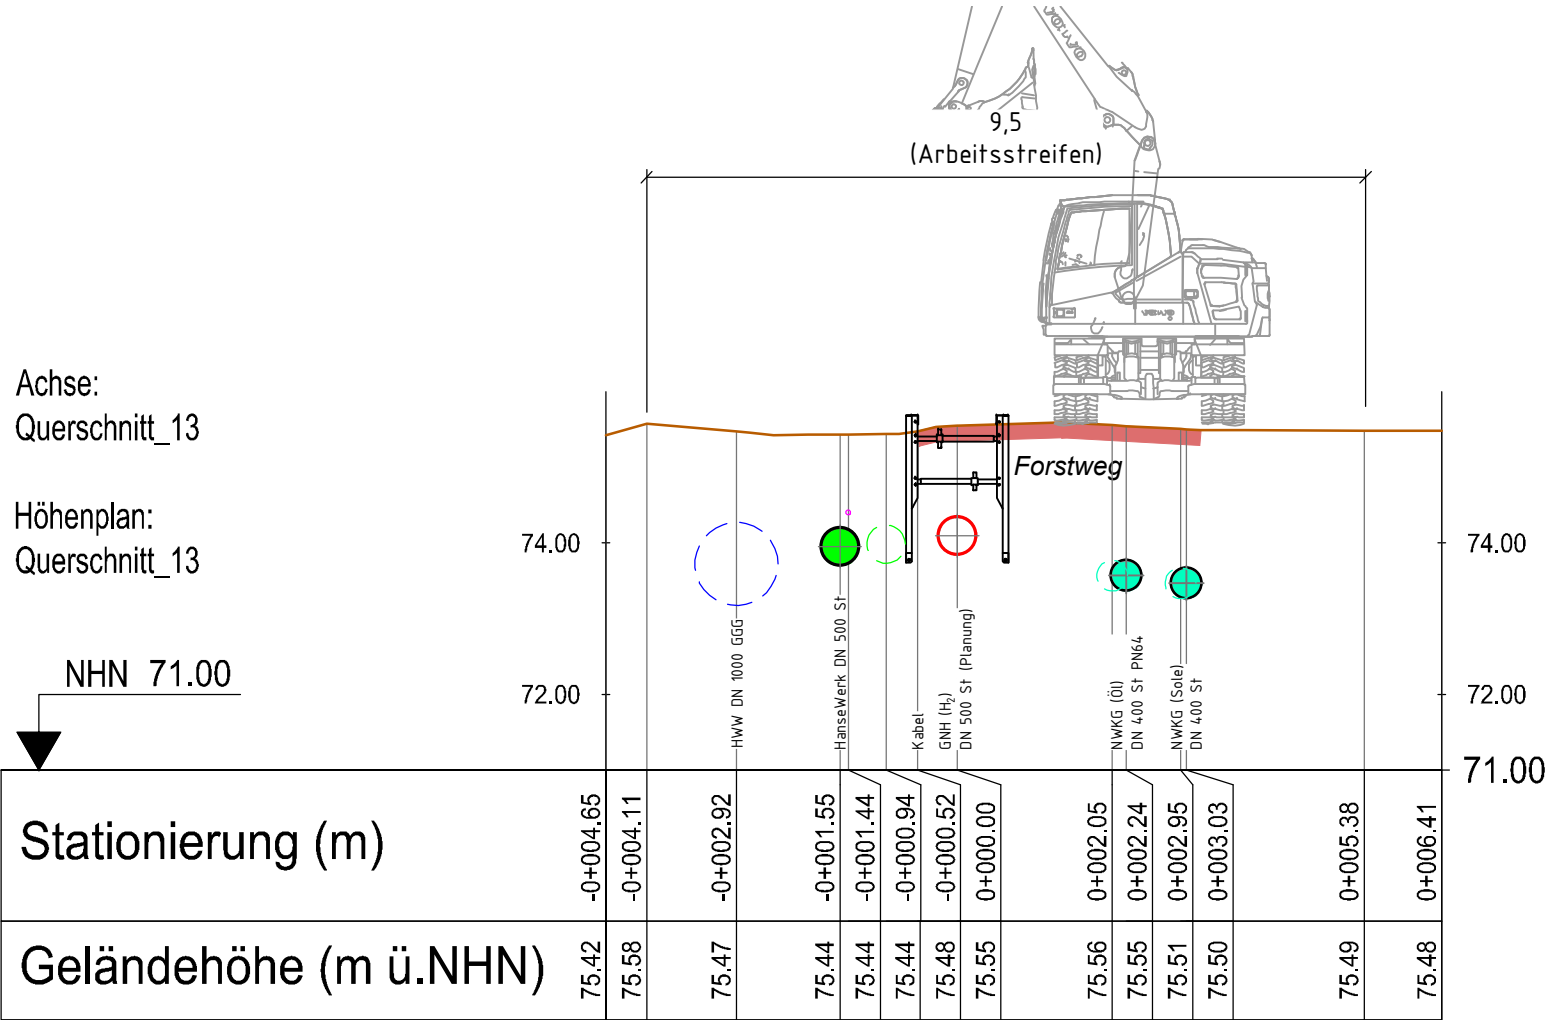 9,5
(Arbeitsstreifen)
Achse:
Querschnitt_13
Höhenplan:
Querschnitt_13
NHN 71.00
Forstweg
74.00
72.00
74.00
72.00
71.00
HWW DN 1000 GGG
HanseWerk DN 500 St
Kabel
GNH (H₂)
DN 500 St (Planung)
NWKG (Öl)
DN 400 St PN64
NWKG (Sole)
DN 400 St
Stationierung (m)
-0+004.65
-0+004.11
-0+002.92
-0+001.55
-0+001.44
-0+000.94
-0+000.52
0+000.00
0+002.05
0+002.24
0+002.95
0+003.03
0+005.38
0+006.41
Geländehöhe (m ü.NHN)
75.42
75.58
75.47
75.44
75.44
75.44
75.48
75.55
75.56
75.55
75.51
75.50
75.49
75.48